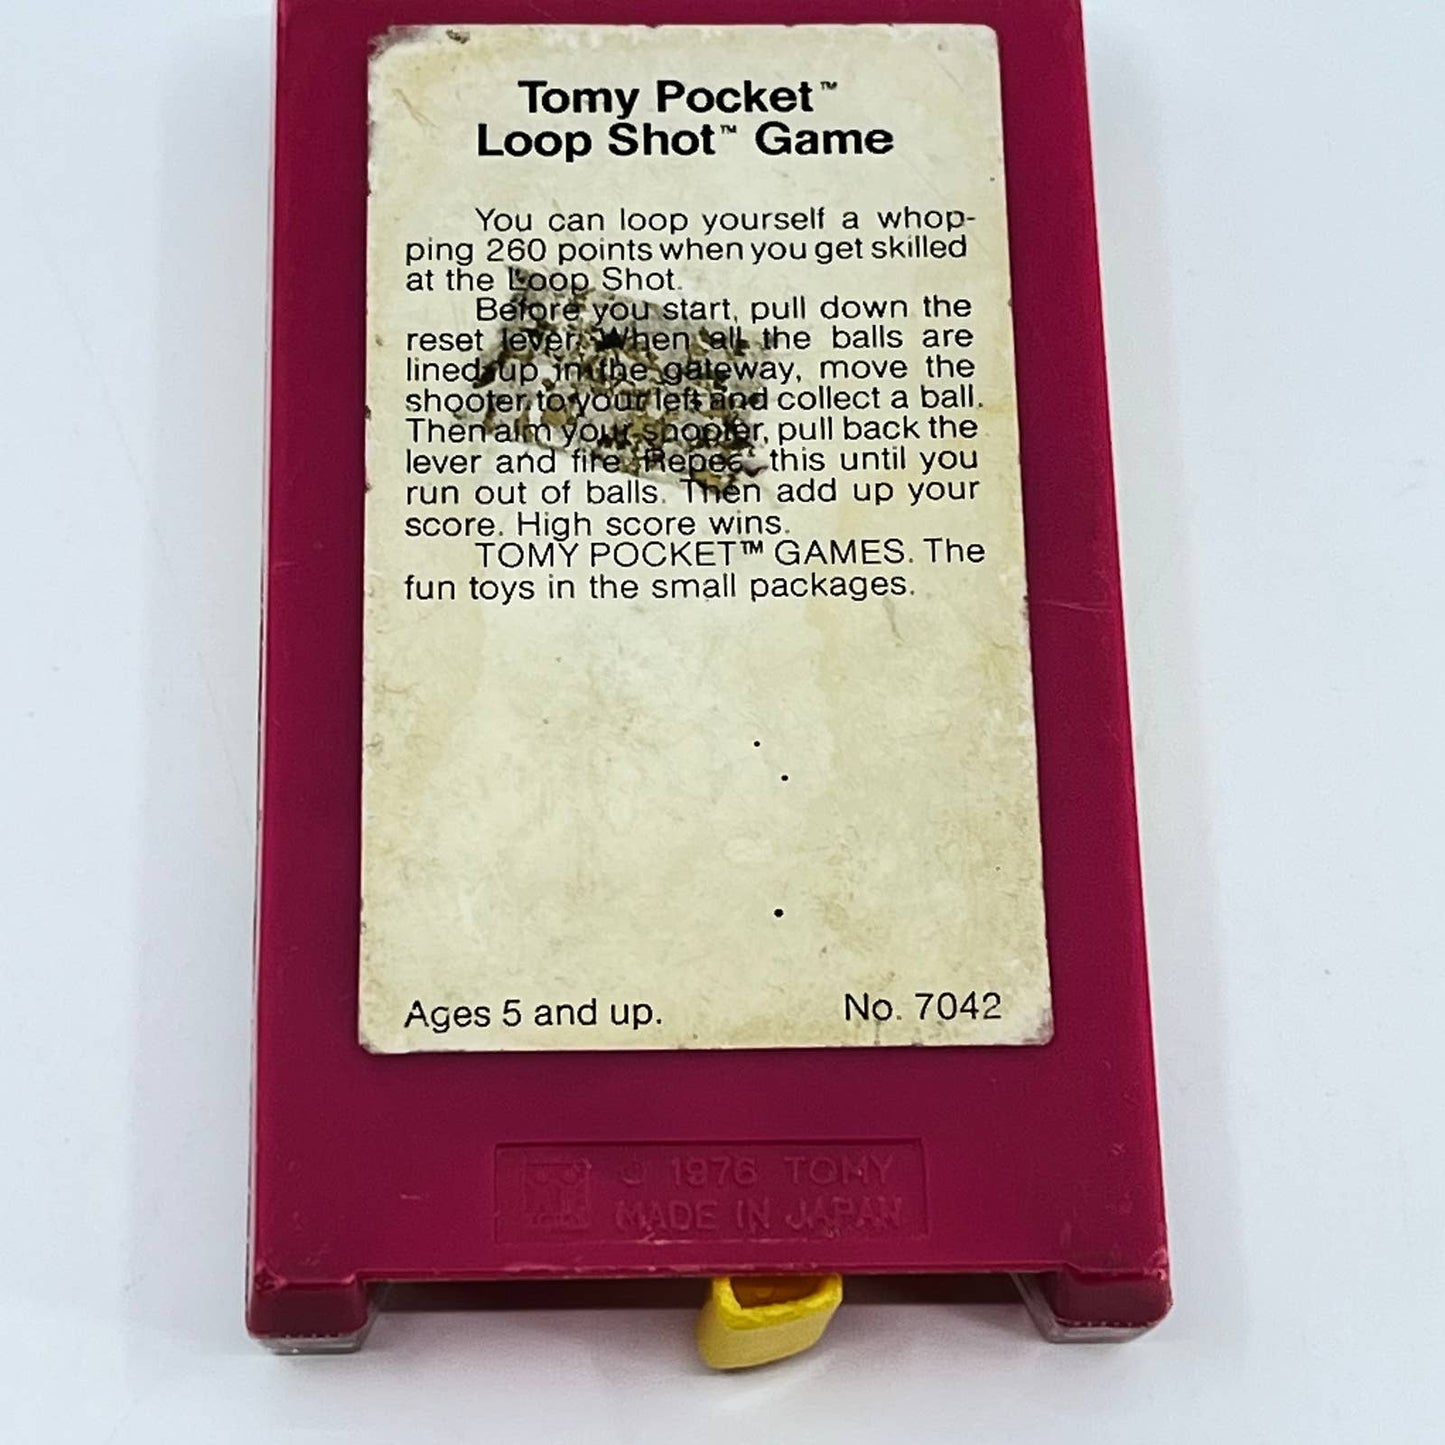 Tomy Pocket™
Loop Shot™ Game
You can loop yourself a whop-
ping 260 points when you get skilled
at the Loop Shot.
Before you start, pull down the
reset lever. When all the balls are
lined up in the gateway, move the
shooter to your left and collect a ball.
Then aim your shooter, pull back the
lever and fire. Repeat this until you
run out of balls. Then add up your
score. High score wins.
TOMY POCKET™ GAMES. The
fun toys in the small packages.
Ages 5 and up. No. 7042
© 1976 TOMY
MADE IN JAPAN